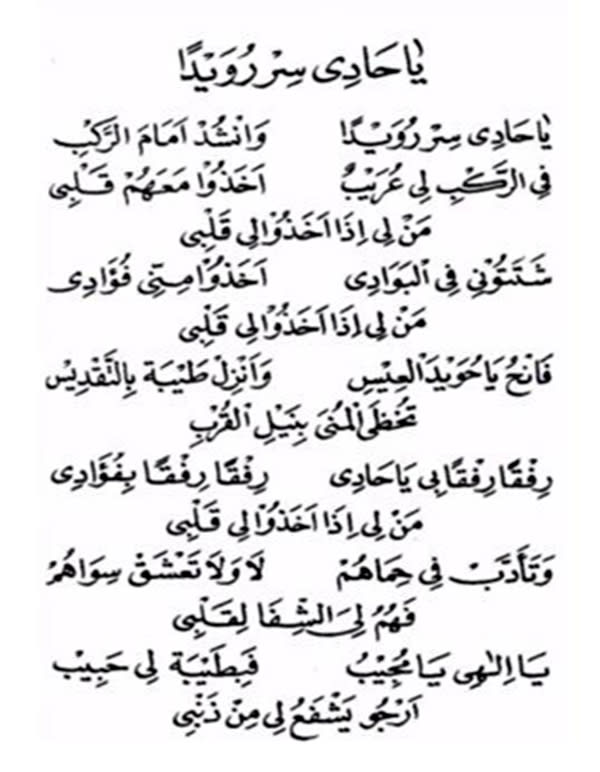 يَاحَادِى سِرْ رُوَيْدًا
يَاحَادِى سِرْ رُوَيْدًا وَانْشُدْ اَمَامَ الرَّكْبِ
فِى الرَّكْبِ لِى عُرَيْبٌ اَخَذُوْا مَعَهُمْ قَلْبِى
مَنْ لِى اِذَا اَخَذُوْا لِى قَلْبِى
شَتَتُوْنِى فِى الْبَوَادِى اَخَذُوْا مِنِّى فُؤَادِى
مَنْ لِى اِذَا اَخَذُوْا لِى قَلْبِى
فَانْحُ يَا حُوَيْدَ الْعِيْسِ وَانْزِلْ طَيْبَة بِالتَّقْدِيْسِ
تَحْظَى الْمُنَى بِنَيْلِ الْقُرْبِ
رِفْقًا رِفْقًا بِى يَاحَادِى رِفْقًا رِفْقًا بِفُؤَادِى
مَنْ لِى اِذَا اَخَذُوْا لِى قَلْبِى
وَتَأَدَّبْ فِى حِمَاهُمْ لَا وَلَا تَعْشَقْ سِوَاهُمْ
فَهُمُ لِىَ الشِّفَا لِقَلْبِى
يَا اِلٰهِى يَا مُجِيْبُ فَبِطَيْبَة لِى حَبِيْب
اَرْجُو يَشْفَعُ لِى مِنْ ذَنْبِى